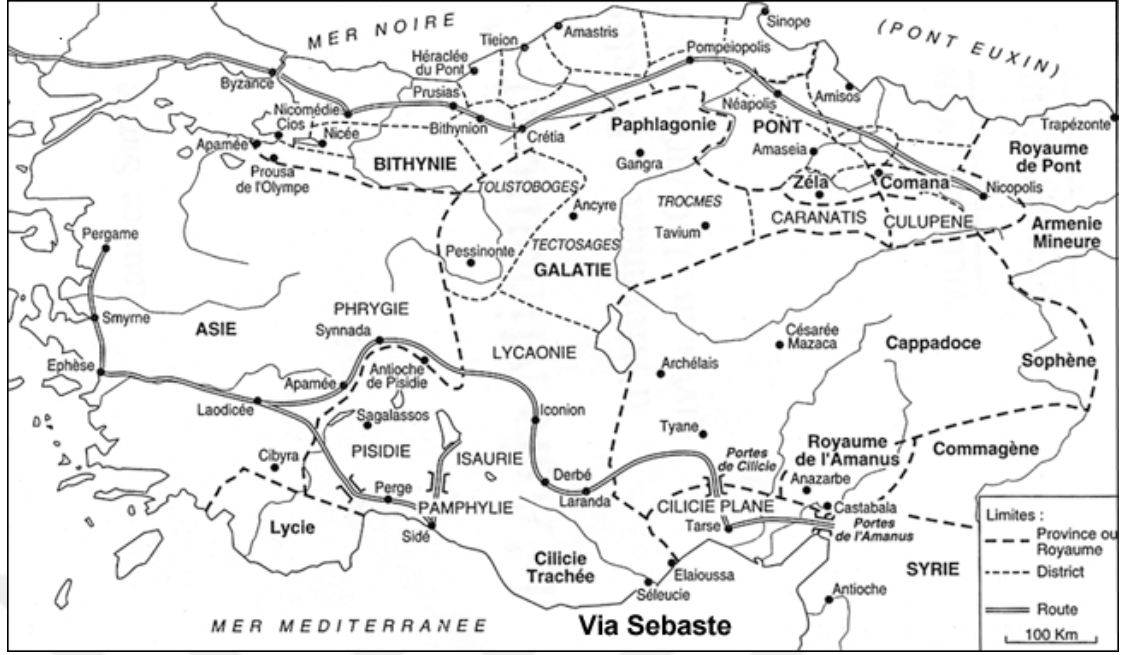 MER NOIRE
(PONT EUXIN)
Sinope
Amastris
Tieion
Héraclée
du Pont
Pompeiopolis
Byzance
Prusias
Amisos
Néapolis
Nicomédie
Cios
Nicée
Bithynion
Crétia
Paphlagonie
PONT
Trapézonte
Apamée
Amaseia
Royaume
de Pont
BITHYNIE
Gangra
Prousa
de l'Olympe
TOLISTOBOGES
Zéla
Comana
Nicopolis
Ancyre
TROCMES
CARANATIS
CULUPENE
Armenie
Mineure
Pergame
Tavium
TECTOSAGES
Pessinonte
GALATIE
PHRYGIE
Smyrne
ASIE
Synnada
Césarée
Mazaca
Cappadoce
LYCAONIE
Sophène
Ephèse
Antioche
de Pisidie
Archélais
Apamée
Laodicée
Sagalassos
Iconion
Tyane
PISIDIE
ISAURIE
Portes
de Cilicie
Royaume
de l'Amanus
Commagène
Cibyra
Derbé
Anazarbe
Perge
Laranda
PAMPHYLIE
CILICIE PLANE
Castabala
Lycie
Sidé
Tarse
Portes
de l'Amanus
Cilicie
Trachée
Elaioussa
SYRIE
Séleucie
Antioche
MER MEDITERRANEE
Via Sebaste
Limites :
Province ou
Royaume
District
Route
100 Km